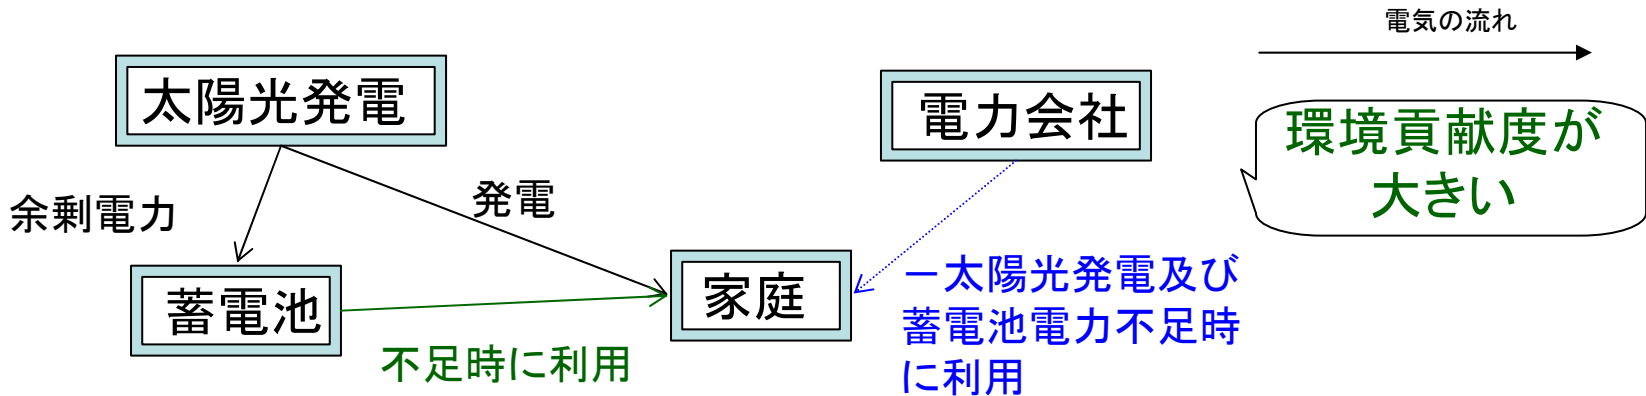 電気の流れ
太陽光発電
電力会社
環境貢献度が
大きい
余剰電力
発電
蓄電池
家庭
不足時に利用
－太陽光発電及び
蓄電池電力不足時
に利用